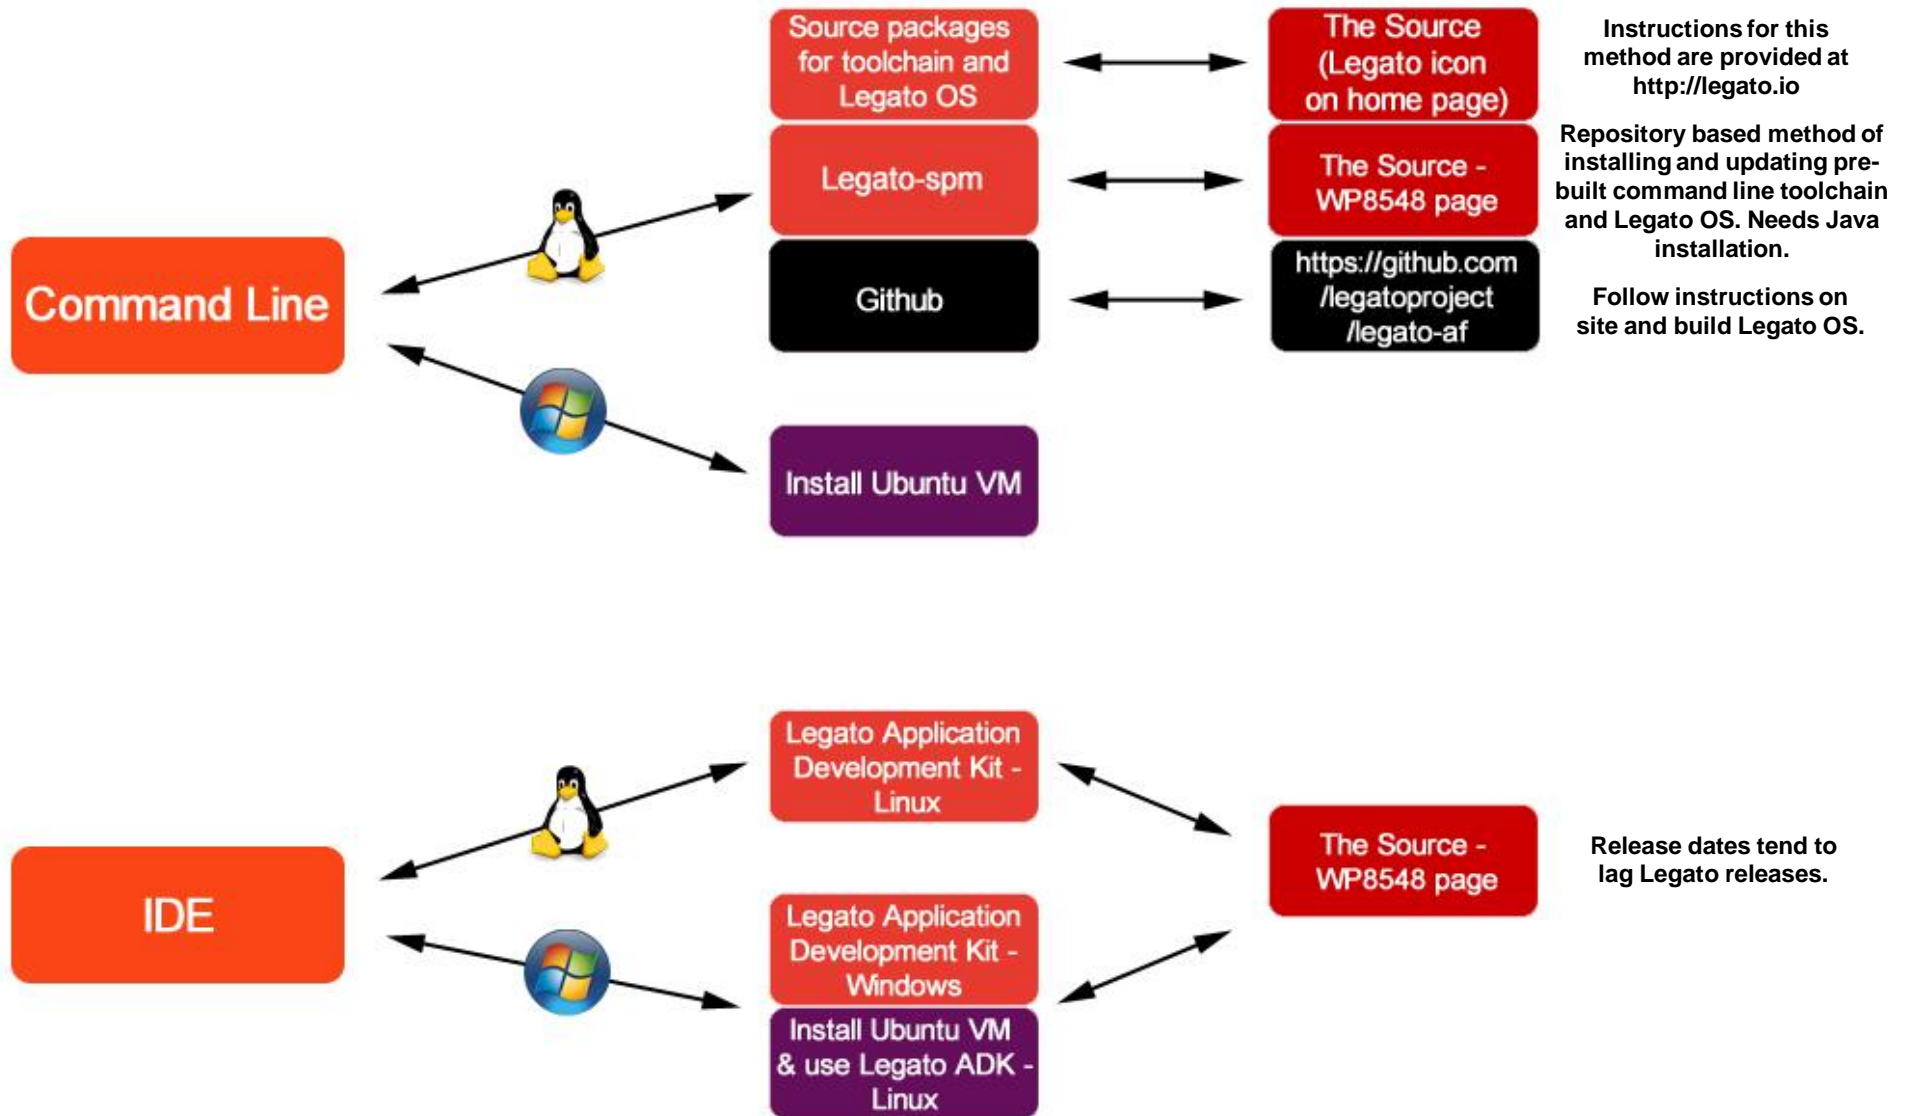 Source packages
for toolchain and
Legato OS
The Source
(Legato icon
on home page)
Instructions for this
method are provided at
http://legato.io
Legato-spm
The Source -
WP8548 page
Repository based method of
installing and updating pre-
built command line toolchain
and Legato OS. Needs Java
installation.
Command Line
Github
https://github.com
/legatoproject
/legato-af
Follow instructions on
site and build Legato OS.
Install Ubuntu VM
Legato Application
Development Kit -
Linux
IDE
The Source -
WP8548 page
Release dates tend to
lag Legato releases.
Legato Application
Development Kit -
Windows
Install Ubuntu VM
& use Legato ADK -
Linux